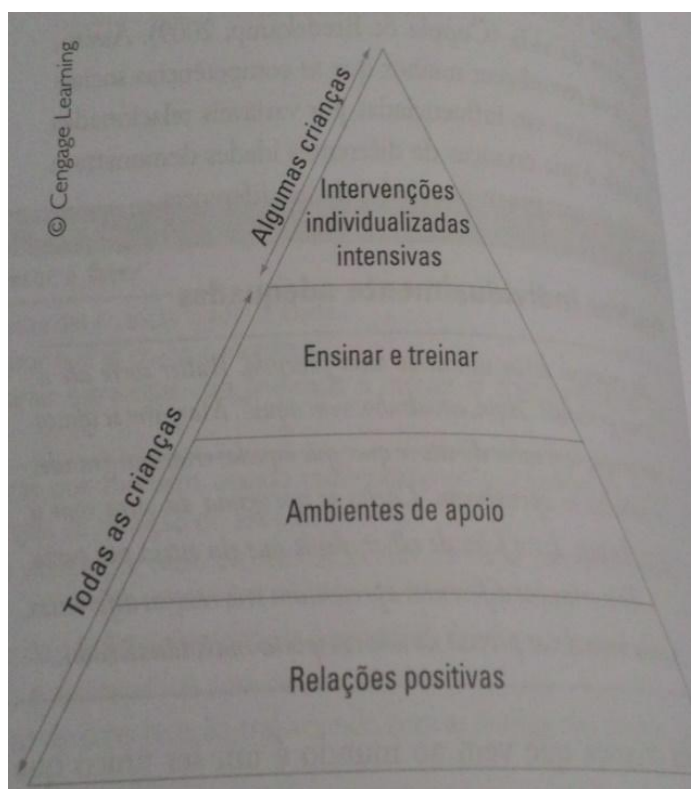 © Cengage Learning
Algumas crianças
Intervenções
individualizadas
intensivas
Ensinar e treinar
Todas as crianças
Ambientes de apoio
Relações positivas